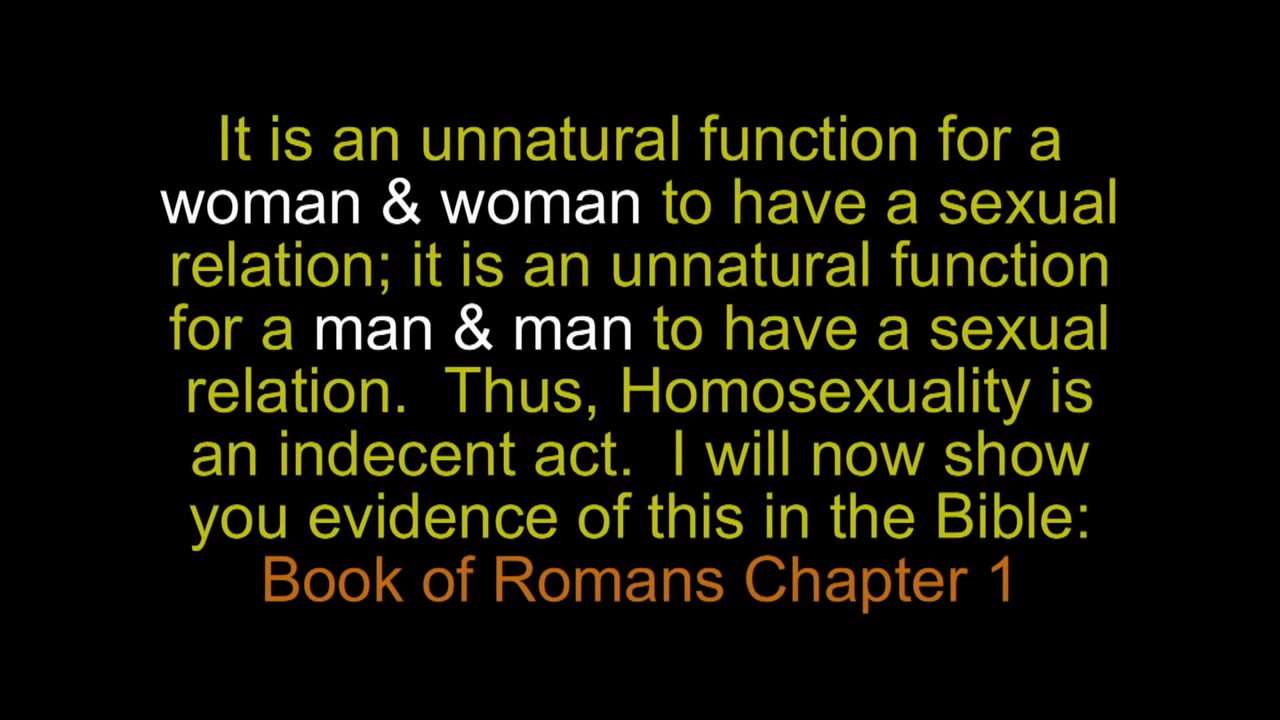 It is an unnatural function for a
woman & woman to have a sexual
relation; it is an unnatural function
for a man & man to have a sexual
relation.  Thus, Homosexuality is
an indecent act.  I will now show
you evidence of this in the Bible:
Book of Romans Chapter 1